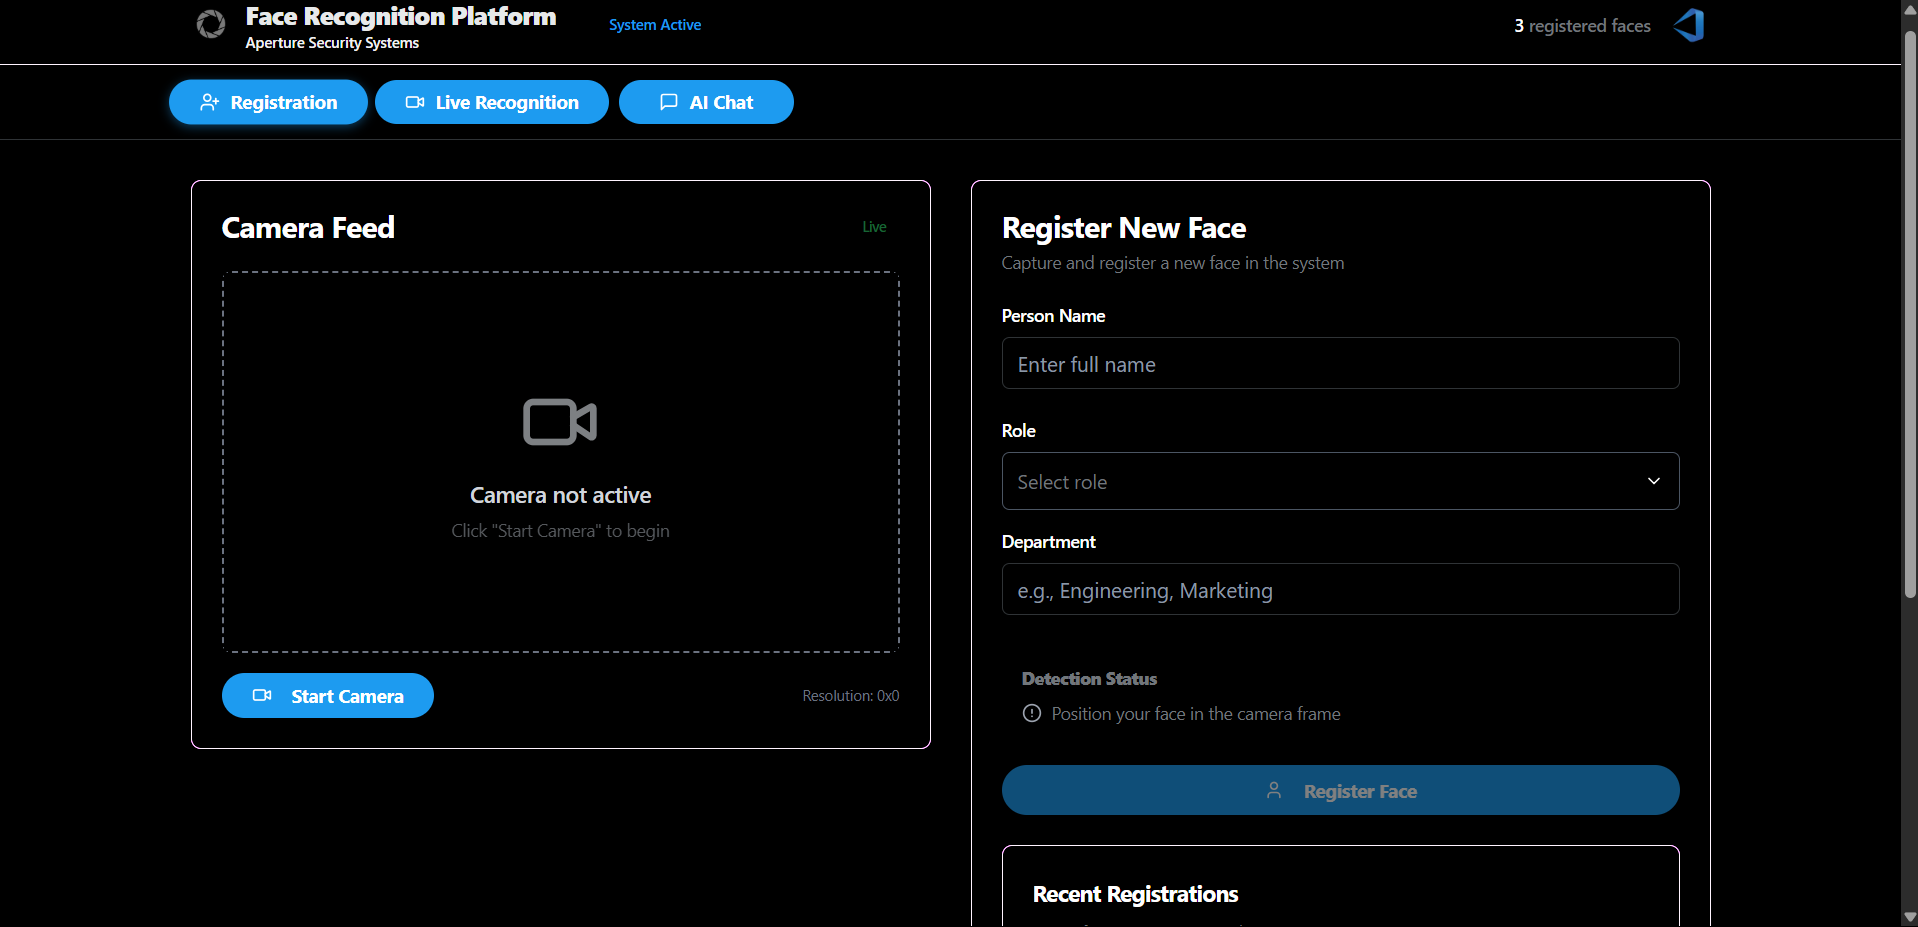 Face Recognition Platform
Aperture Security Systems
System Active
3 registered faces
Registration
Live Recognition
AI Chat
Camera Feed
Live
Camera not active
Click "Start Camera" to begin
Start Camera
Resolution: 0x0
Register New Face
Capture and register a new face in the system
Person Name
Enter full name
Role
Select role
Department
e.g., Engineering, Marketing
Detection Status
Position your face in the camera frame
Register Face
Recent Registrations